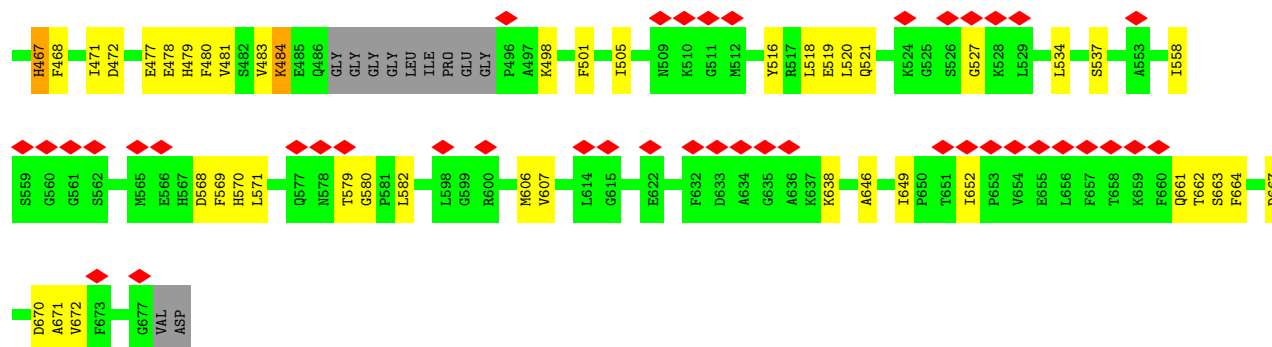 H467 F468 I471 D472 E477 E478 H479 F480 V481 S482 V483 K484 E485 Q486 GLY GLY GLY GLY LEU ILE PRO GLU GLY P496 A497 K498 F501 I505 N509 K510 G511 M512 Y516 R517 L518 E519 L520 Q521 K524 G525 S526 G527 K528 L529 L534 S537 A553 I558
S559 G560 G561 S562 M565 E566 H567 D568 F569 H570 L571 Q577 N578 T579 G580 P581 L582 L598 G599 R600 M606 V607 L614 G615 E622 F632 D633 A634 G635 A636 K637 K638 A646 I649 P650 T651 I652 P653 V654 E655 L656 F657 T658 K659 F660 Q661 T662 S663 F664
D670 A671 V672 F673 G677 VAL ASP